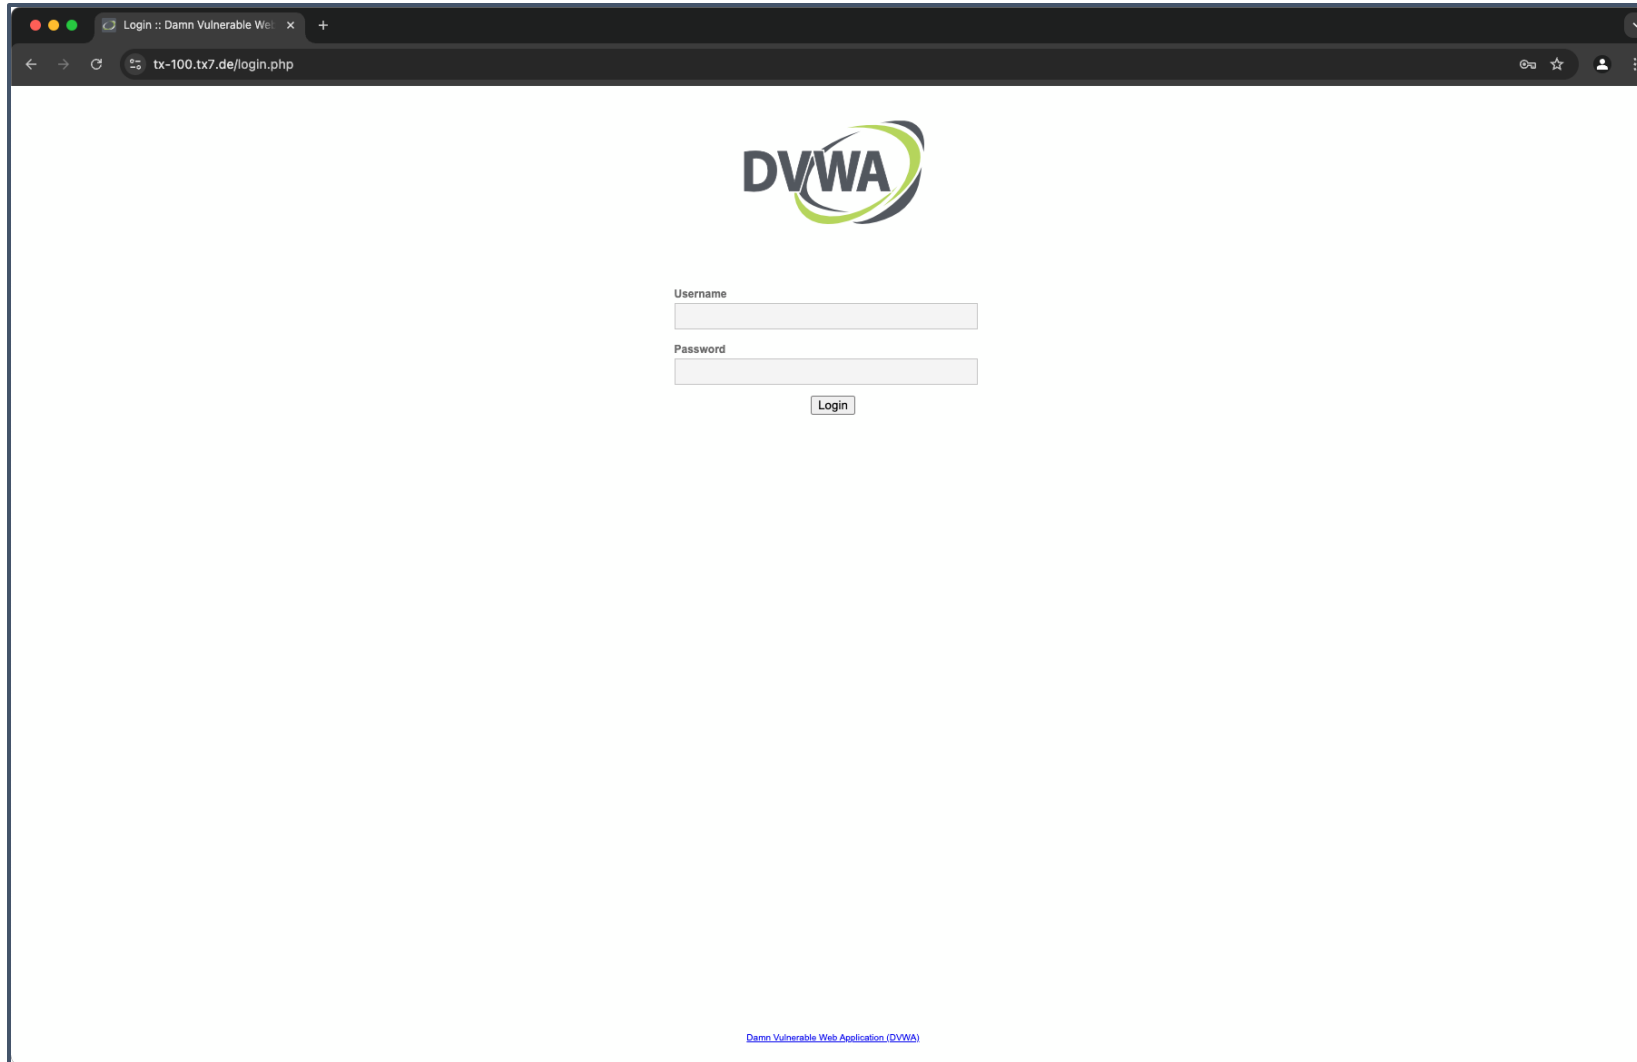 Login :: Damn Vulnerable We
tx-100.tx7.de/login.php
DVWA
Username
Password
Login
Damn Vulnerable Web Application (DVWA)